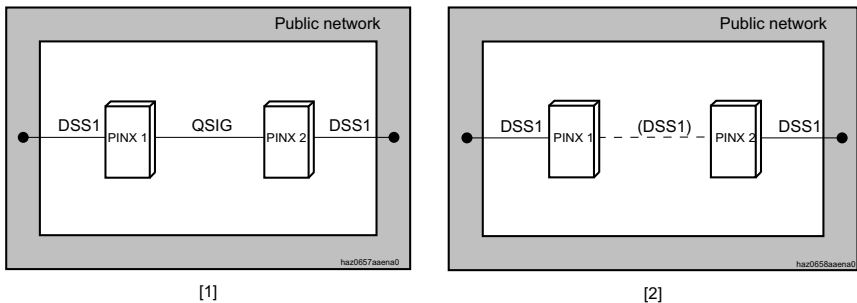 Public network
DSS1 PINX 1 QSIG PINX 2 DSS1
haz0657aaena0
[1]
Public network
DSS1 PINX 1 (DSS1) PINX 2 DSS1
haz0658aaena0
[2]